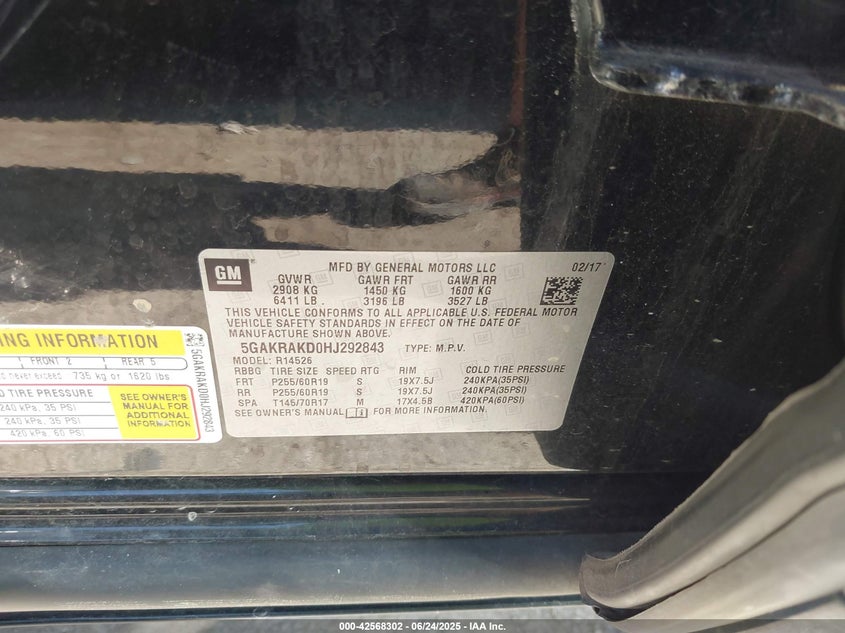 GM
MFD BY GENERAL MOTORS LLC 02/17
GVWR GAWR FRT GAWR RR
2908 KG 1450 KG 1600 KG
6411 LB 3196 LB 3527 LB
THIS VEHICLE CONFORMS TO ALL APPLICABLE U.S. FEDERAL MOTOR
VEHICLE SAFETY STANDARDS IN EFFECT ON THE DATE OF
MANUFACTURE SHOWN ABOVE.
5GAKRAKD0HJ292843 TYPE: M.P.V.
MODEL: R14526
RBBG TIRE SIZE SPEED RTG RIM COLD TIRE PRESSURE
FRT P255/60R19 S 19X7.5J 240KPA(35PSI)
RR P255/60R19 S 19X7.5J 240KPA(35PSI)
SPA T145/70R17 M 17X4.5B 420KPA(60PSI)
SEE OWNER'S MANUAL FOR MORE INFORMATION.
ING INFORMATION
FRONT 2 REAR 5
never exceed 735 kg or 1620 lbs
LD TIRE PRESSURE
240 kPa, 35 PSI
240 kPa, 35 PSI
420 kPa, 60 PSI
SEE OWNER'S
MANUAL FOR
ADDITIONAL
INFORMATION
5GAKRAKD0HJ292843
000-42568302 - 06/24/2025 - IAA Inc.